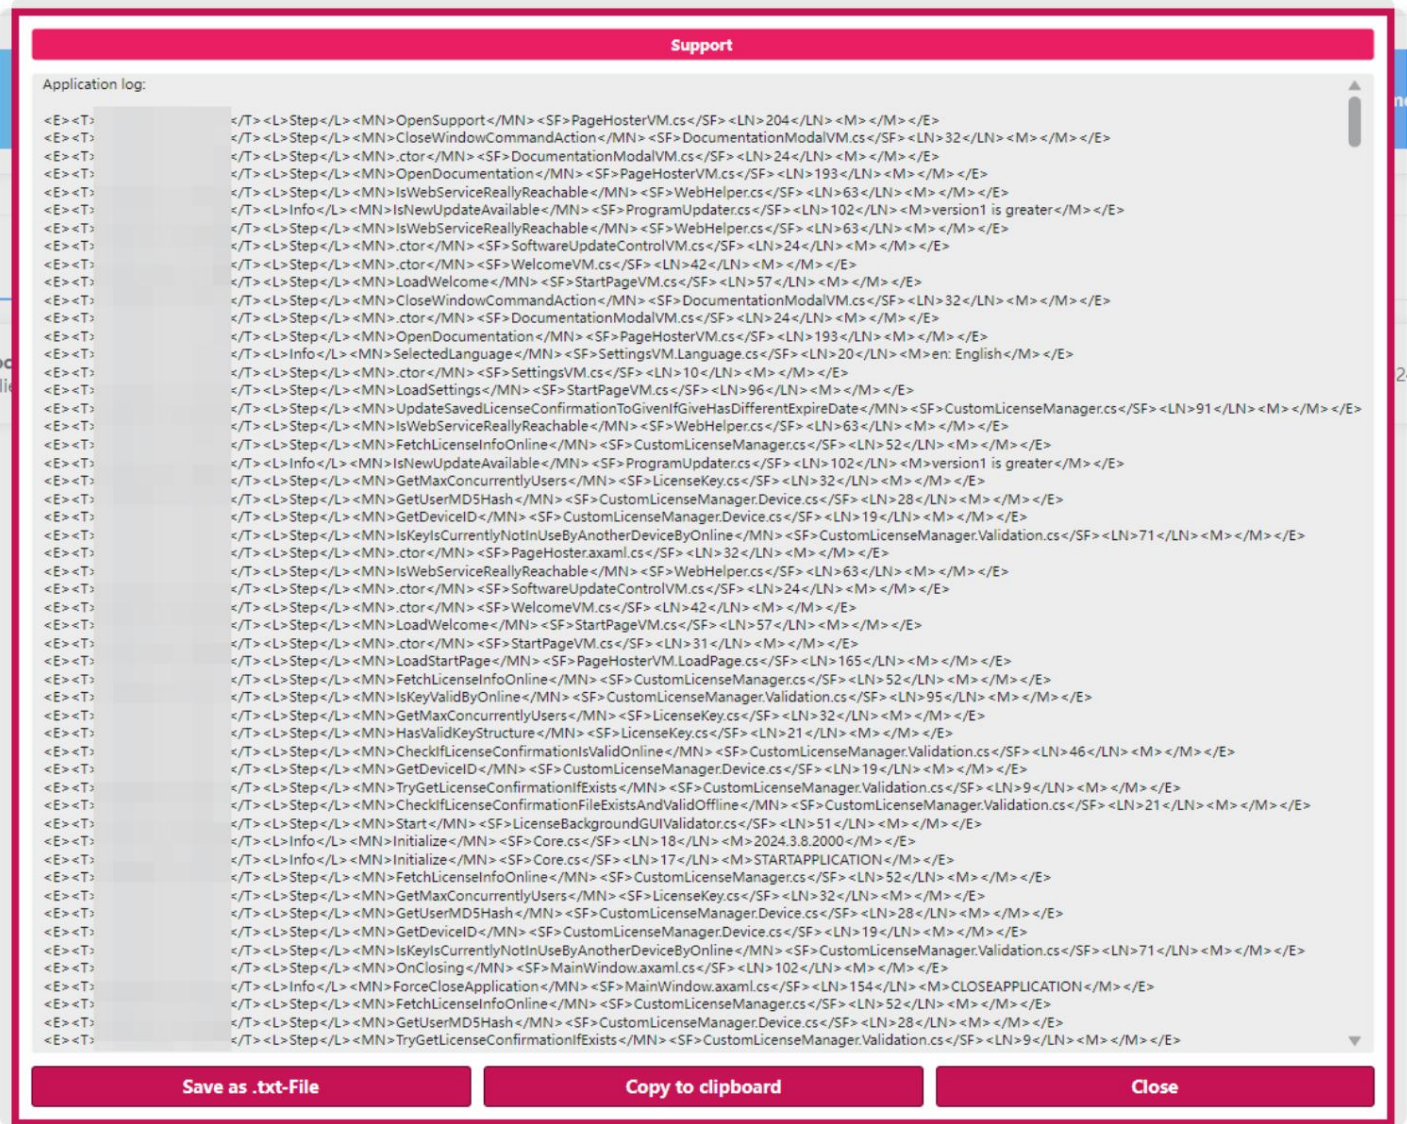 Support
Application log:
<E><T> </T><L>Step</L><MN>OpenSupport</MN><SF>PageHosterVM.cs</SF><LN>204</LN><M></M></E>
<E><T> </T><L>Step</L><MN>CloseWindowCommandAction</MN><SF>DocumentationModalVM.cs</SF><LN>32</LN><M></M></E>
<E><T> </T><L>Step</L><MN>.ctor</MN><SF>DocumentationModalVM.cs</SF><LN>24</LN><M></M></E>
<E><T> </T><L>Step</L><MN>OpenDocumentation</MN><SF>PageHosterVM.cs</SF><LN>193</LN><M></M></E>
<E><T> </T><L>Step</L><MN>IsWebServiceReallyReachable</MN><SF>WebHelper.cs</SF><LN>63</LN><M></M></E>
<E><T> </T><L>Info</L><MN>IsNewUpdateAvailable</MN><SF>ProgramUpdater.cs</SF><LN>102</LN><M>version1 is greater</M></E>
<E><T> </T><L>Step</L><MN>IsWebServiceReallyReachable</MN><SF>WebHelper.cs</SF><LN>63</LN><M></M></E>
<E><T> </T><L>Step</L><MN>.ctor</MN><SF>SoftwareUpdateControlVM.cs</SF><LN>24</LN><M></M></E>
<E><T> </T><L>Step</L><MN>.ctor</MN><SF>WelcomeVM.cs</SF><LN>42</LN><M></M></E>
<E><T> </T><L>Step</L><MN>LoadWelcome</MN><SF>StartPageVM.cs</SF><LN>57</LN><M></M></E>
<E><T> </T><L>Step</L><MN>CloseWindowCommandAction</MN><SF>DocumentationModalVM.cs</SF><LN>32</LN><M></M></E>
<E><T> </T><L>Step</L><MN>.ctor</MN><SF>DocumentationModalVM.cs</SF><LN>24</LN><M></M></E>
<E><T> </T><L>Step</L><MN>OpenDocumentation</MN><SF>PageHosterVM.cs</SF><LN>193</LN><M></M></E>
<E><T> </T><L>Info</L><MN>SelectedLanguage</MN><SF>SettingsVM.Language.cs</SF><LN>20</LN><M>en: English</M></E>
<E><T> </T><L>Step</L><MN>.ctor</MN><SF>SettingsVM.cs</SF><LN>10</LN><M></M></E>
<E><T> </T><L>Step</L><MN>LoadSettings</MN><SF>StartPageVM.cs</SF><LN>96</LN><M></M></E>
<E><T> </T><L>Step</L><MN>UpdateSavedLicenseConfirmationToGivenIfGiveHasDifferentExpireDate</MN><SF>CustomLicenseManager.cs</SF><LN>91</LN><M></M></E>
<E><T> </T><L>Step</L><MN>IsWebServiceReallyReachable</MN><SF>WebHelper.cs</SF><LN>63</LN><M></M></E>
<E><T> </T><L>Step</L><MN>FetchLicenseInfoOnline</MN><SF>CustomLicenseManager.cs</SF><LN>52</LN><M></M></E>
<E><T> </T><L>Info</L><MN>IsNewUpdateAvailable</MN><SF>ProgramUpdater.cs</SF><LN>102</LN><M>version1 is greater</M></E>
<E><T> </T><L>Step</L><MN>GetMaxConcurrentlyUsers</MN><SF>LicenseKey.cs</SF><LN>32</LN><M></M></E>
<E><T> </T><L>Step</L><MN>GetUserMD5Hash</MN><SF>CustomLicenseManager.Device.cs</SF><LN>28</LN><M></M></E>
<E><T> </T><L>Step</L><MN>GetDeviceID</MN><SF>CustomLicenseManager.Device.cs</SF><LN>19</LN><M></M></E>
<E><T> </T><L>Step</L><MN>IsKeyIsCurrentlyNotInUseByAnotherDeviceByOnline</MN><SF>CustomLicenseManager.Validation.cs</SF><LN>71</LN><M></M></E>
<E><T> </T><L>Step</L><MN>.ctor</MN><SF>PageHoster.axaml.cs</SF><LN>32</LN><M></M></E>
<E><T> </T><L>Step</L><MN>IsWebServiceReallyReachable</MN><SF>WebHelper.cs</SF><LN>63</LN><M></M></E>
<E><T> </T><L>Step</L><MN>.ctor</MN><SF>SoftwareUpdateControlVM.cs</SF><LN>24</LN><M></M></E>
<E><T> </T><L>Step</L><MN>.ctor</MN><SF>WelcomeVM.cs</SF><LN>42</LN><M></M></E>
<E><T> </T><L>Step</L><MN>LoadWelcome</MN><SF>StartPageVM.cs</SF><LN>57</LN><M></M></E>
<E><T> </T><L>Step</L><MN>.ctor</MN><SF>StartPageVM.cs</SF><LN>31</LN><M></M></E>
<E><T> </T><L>Step</L><MN>LoadStartPage</MN><SF>PageHosterVM.LoadPage.cs</SF><LN>165</LN><M></M></E>
<E><T> </T><L>Step</L><MN>FetchLicenseInfoOnline</MN><SF>CustomLicenseManager.cs</SF><LN>52</LN><M></M></E>
<E><T> </T><L>Step</L><MN>IsKeyValidByOnline</MN><SF>CustomLicenseManager.Validation.cs</SF><LN>95</LN><M></M></E>
<E><T> </T><L>Step</L><MN>GetMaxConcurrentlyUsers</MN><SF>LicenseKey.cs</SF><LN>32</LN><M></M></E>
<E><T> </T><L>Step</L><MN>HasValidKeyStructure</MN><SF>LicenseKey.cs</SF><LN>21</LN><M></M></E>
<E><T> </T><L>Step</L><MN>CheckIfLicenseConfirmationIsValidOnline</MN><SF>CustomLicenseManager.Validation.cs</SF><LN>46</LN><M></M></E>
<E><T> </T><L>Step</L><MN>GetDeviceID</MN><SF>CustomLicenseManager.Device.cs</SF><LN>19</LN><M></M></E>
<E><T> </T><L>Step</L><MN>TryGetLicenseConfirmationIfExists</MN><SF>CustomLicenseManager.Validation.cs</SF><LN>9</LN><M></M></E>
<E><T> </T><L>Step</L><MN>CheckIfLicenseConfirmationFileExistsAndValidOffline</MN><SF>CustomLicenseManager.Validation.cs</SF><LN>21</LN><M></M></E>
<E><T> </T><L>Step</L><MN>Start</MN><SF>LicenseBackgroundGUIValidator.cs</SF><LN>51</LN><M></M></E>
<E><T> </T><L>Info</L><MN>Initialize</MN><SF>Core.cs</SF><LN>18</LN><M>2024.3.8.2000</M></E>
<E><T> </T><L>Info</L><MN>Initialize</MN><SF>Core.cs</SF><LN>17</LN><M>STARTAPPLICATION</M></E>
<E><T> </T><L>Step</L><MN>FetchLicenseInfoOnline</MN><SF>CustomLicenseManager.cs</SF><LN>52</LN><M></M></E>
<E><T> </T><L>Step</L><MN>GetMaxConcurrentlyUsers</MN><SF>LicenseKey.cs</SF><LN>32</LN><M></M></E>
<E><T> </T><L>Step</L><MN>GetUserMD5Hash</MN><SF>CustomLicenseManager.Device.cs</SF><LN>28</LN><M></M></E>
<E><T> </T><L>Step</L><MN>GetDeviceID</MN><SF>CustomLicenseManager.Device.cs</SF><LN>19</LN><M></M></E>
<E><T> </T><L>Step</L><MN>IsKeyIsCurrentlyNotInUseByAnotherDeviceByOnline</MN><SF>CustomLicenseManager.Validation.cs</SF><LN>71</LN><M></M></E>
<E><T> </T><L>Step</L><MN>OnClosing</MN><SF>MainWindow.axaml.cs</SF><LN>102</LN><M></M></E>
<E><T> </T><L>Info</L><MN>ForceCloseApplication</MN><SF>MainWindow.axaml.cs</SF><LN>154</LN><M>CLOSEAPPLICATION</M></E>
<E><T> </T><L>Step</L><MN>FetchLicenseInfoOnline</MN><SF>CustomLicenseManager.cs</SF><LN>52</LN><M></M></E>
<E><T> </T><L>Step</L><MN>GetUserMD5Hash</MN><SF>CustomLicenseManager.Device.cs</SF><LN>28</LN><M></M></E>
<E><T> </T><L>Step</L><MN>TryGetLicenseConfirmationIfExists</MN><SF>CustomLicenseManager.Validation.cs</SF><LN>9</LN><M></M></E>
Save as .txt-File
Copy to clipboard
Close